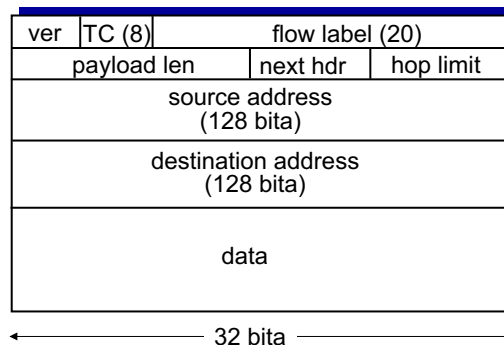 ver TC (8) flow label (20)
payload len next hdr hop limit
source address
(128 bita)
destination address
(128 bita)
data
32 bita